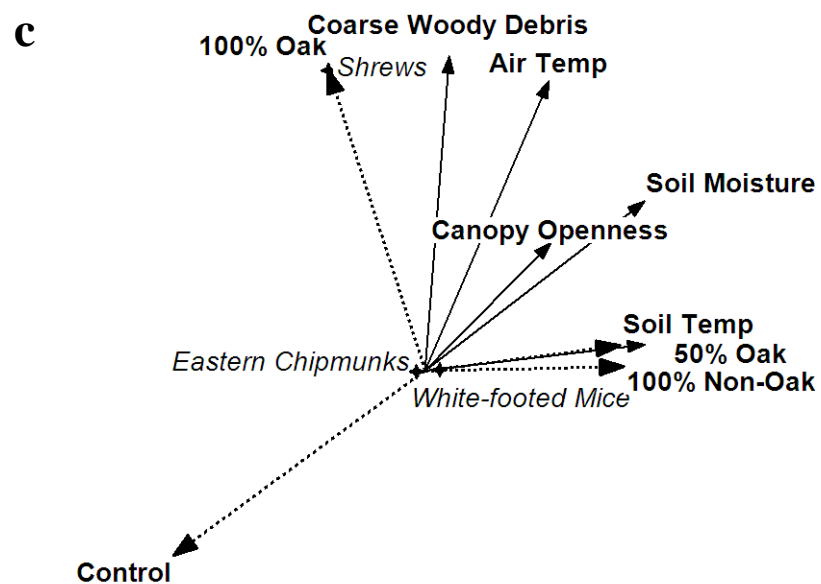 c
Coarse Woody Debris
100% Oak
Shrews
Air Temp
Soil Moisture
Canopy Openness
Soil Temp
Eastern Chipmunks
50% Oak
100% Non-Oak
White-footed Mice
Control